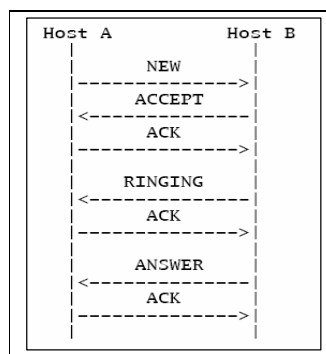 Host A Host B
NEW
ACCEPT
ACK
RINGING
ACK
ANSWER
ACK